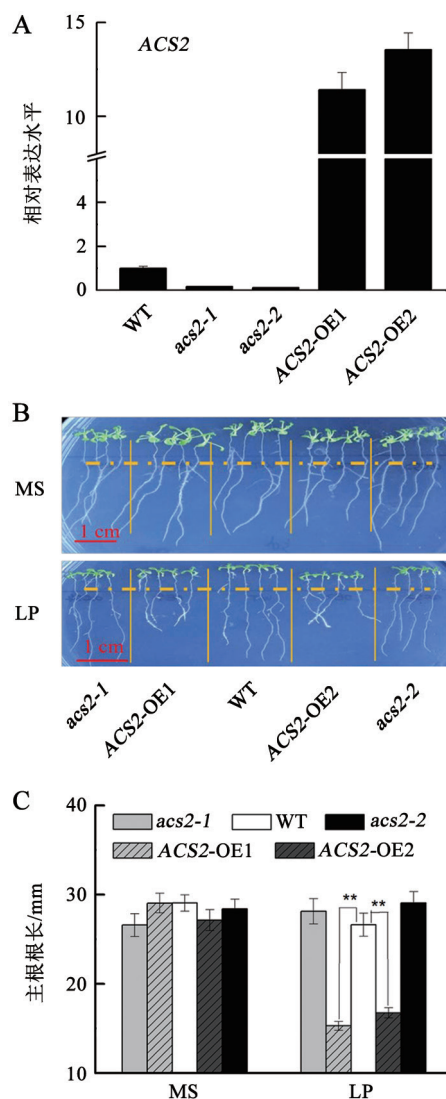 A
ACS2
相对表达水平
15
10
4
2
0
WT
acs2-1
acs2-2
ACS2-OE1
ACS2-OE2
B
MS
1 cm
LP
1 cm
acs2-1
ACS2-OE1
WT
ACS2-OE2
acs2-2
C
主根根长/mm
40
30
20
10
acs2-1
WT
acs2-2
ACS2-OE1
ACS2-OE2
**
**
MS
LP